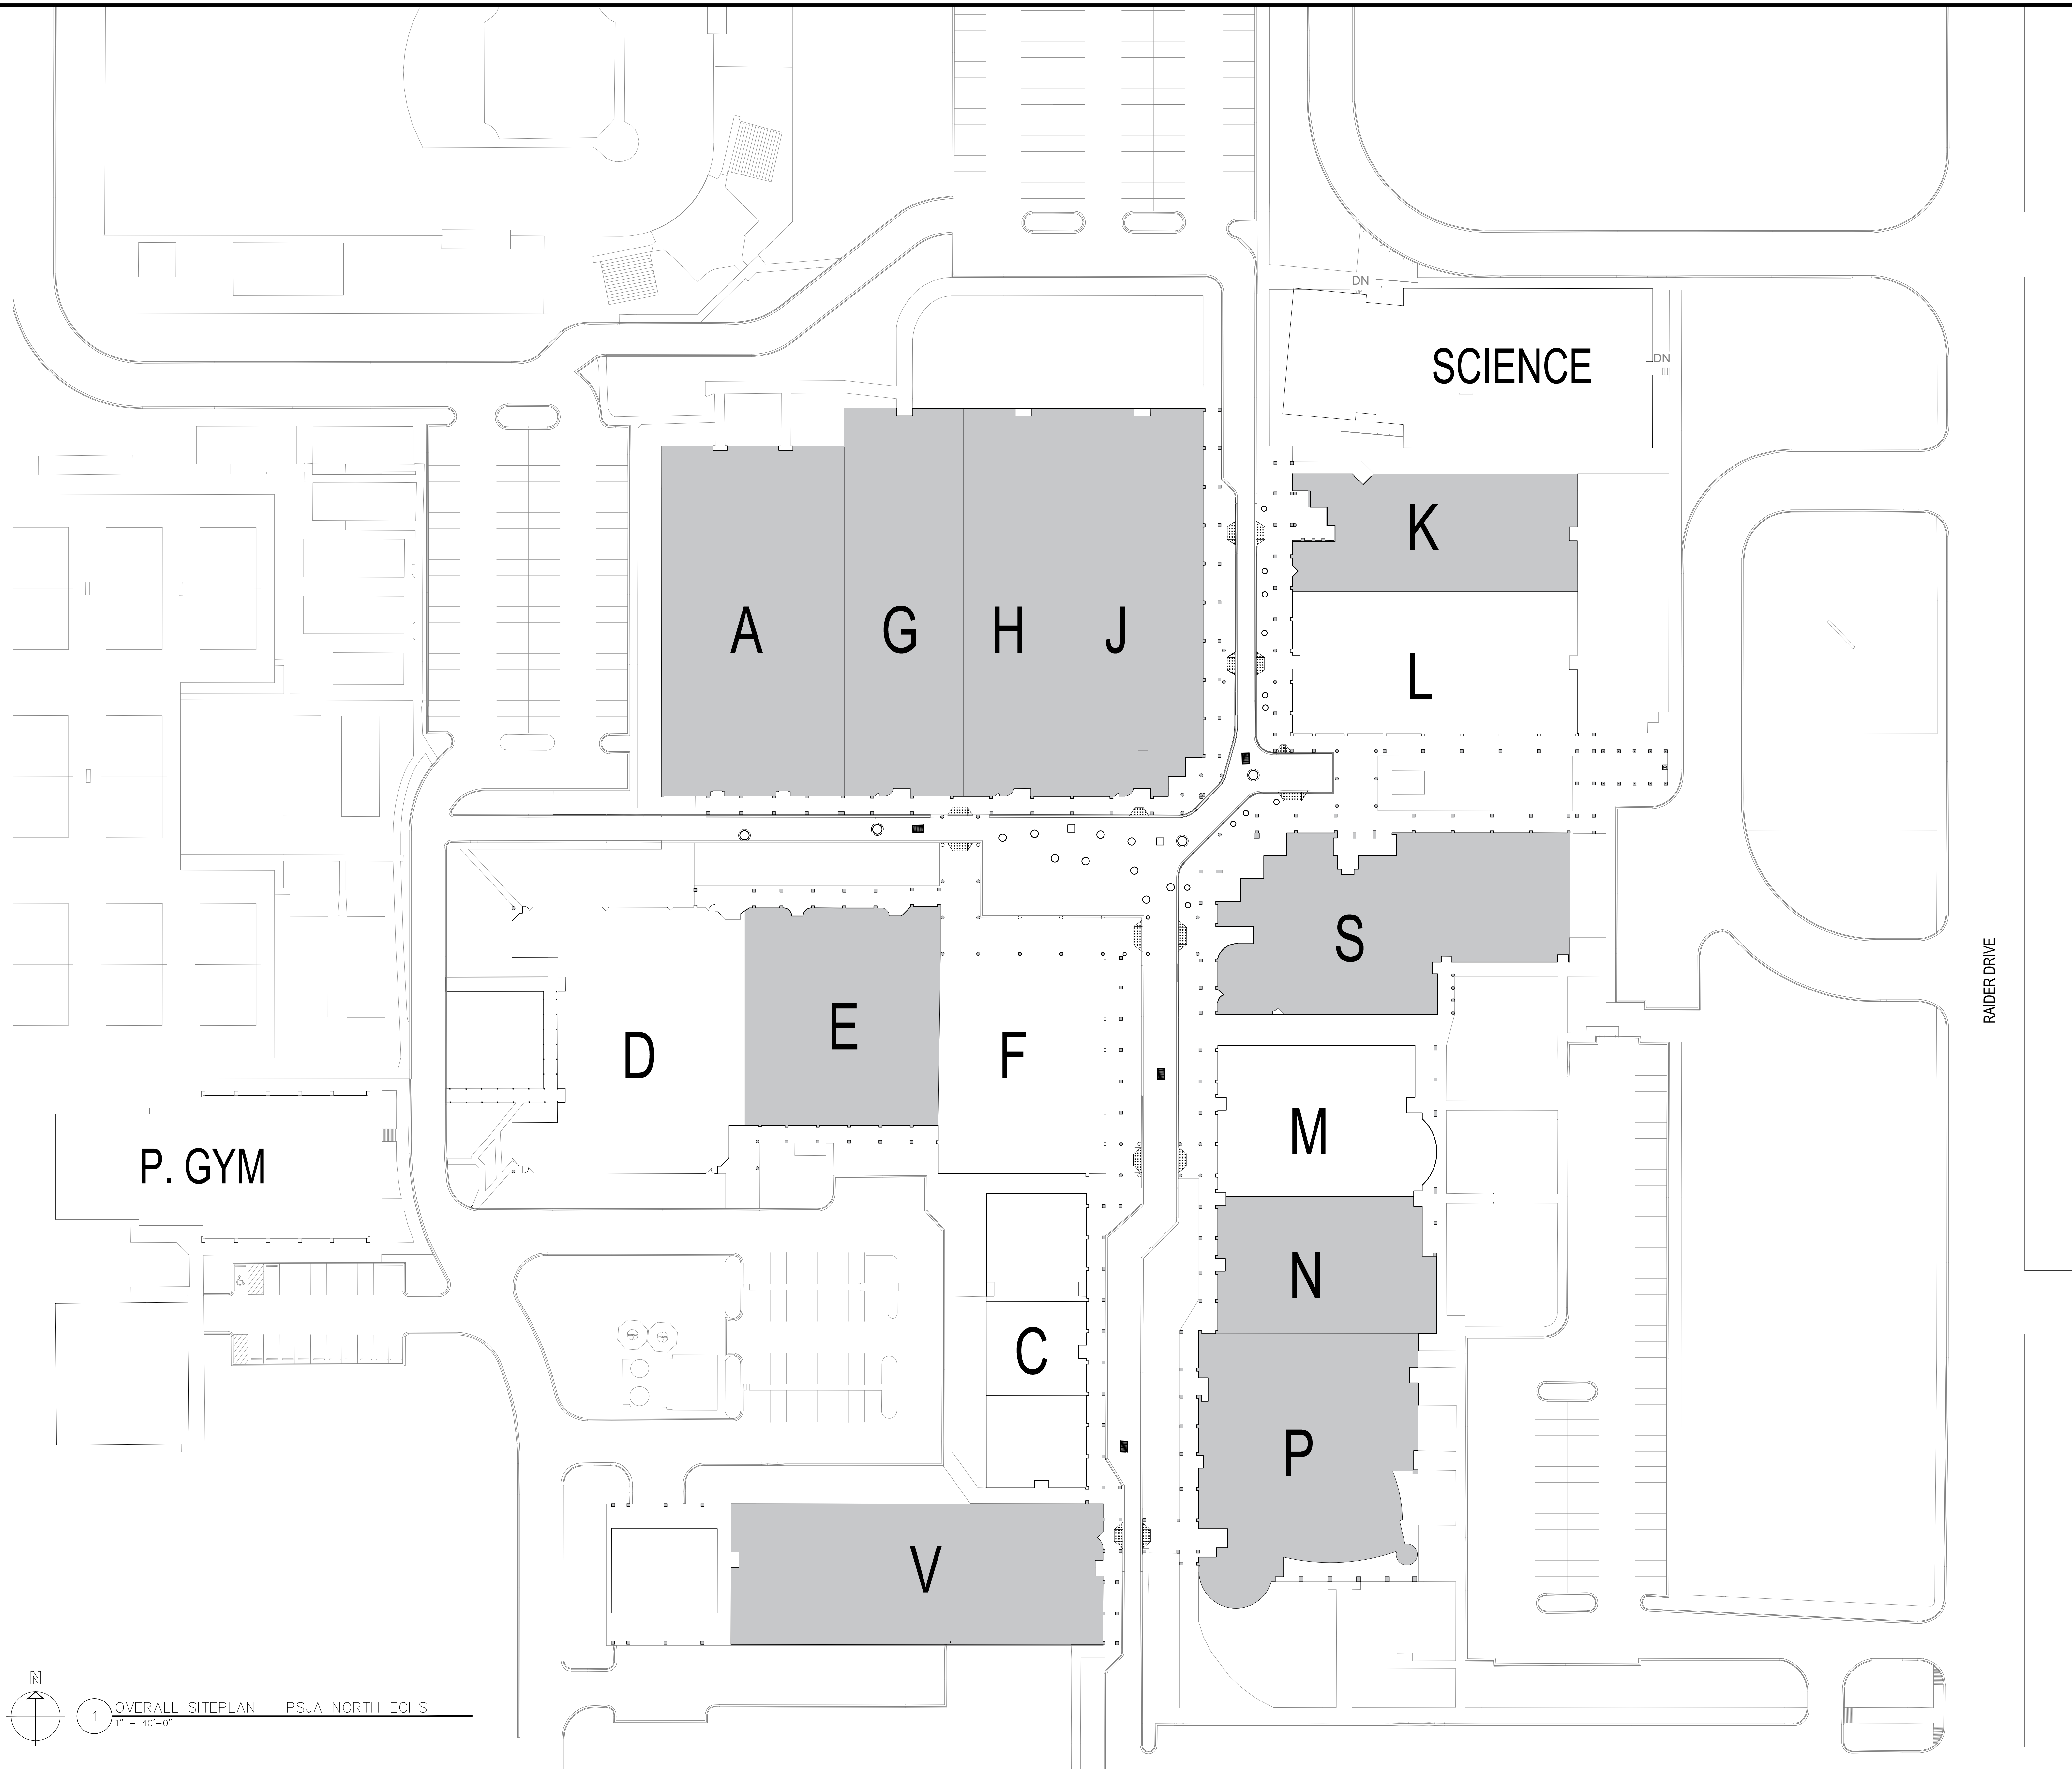 DN
SCIENCE
DN
K
A
G
H
J
L
S
RAIDER DRIVE
E
D
F
M
P. GYM
N
C
P
V
N
1
OVERALL SITEPLAN - PSJA NORTH ECHS
1" - 40'-0"